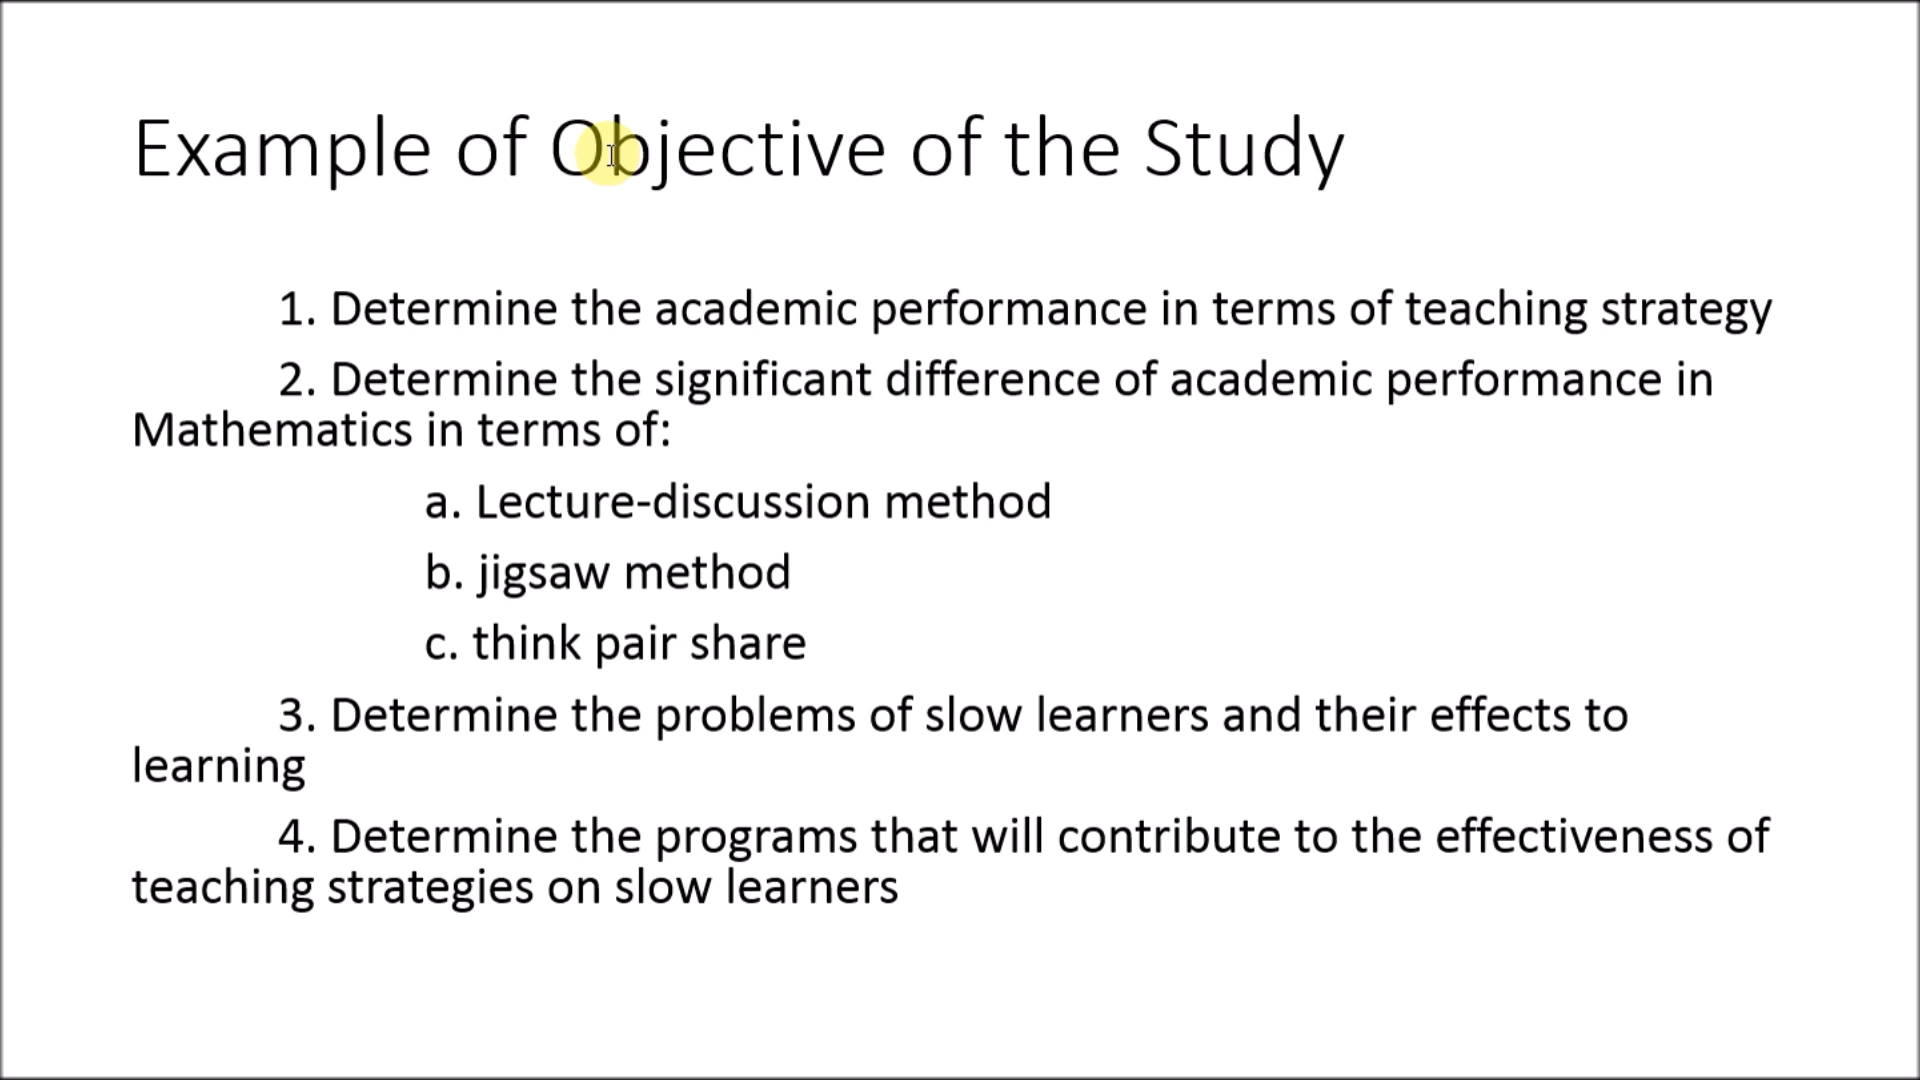 Example of Objective of the Study
1. Determine the academic performance in terms of teaching strategy
2. Determine the significant difference of academic performance in
Mathematics in terms of:
a. Lecture-discussion method
b. jigsaw method
c. think pair share
3. Determine the problems of slow learners and their effects to
learning
4. Determine the programs that will contribute to the effectiveness of
teaching strategies on slow learners